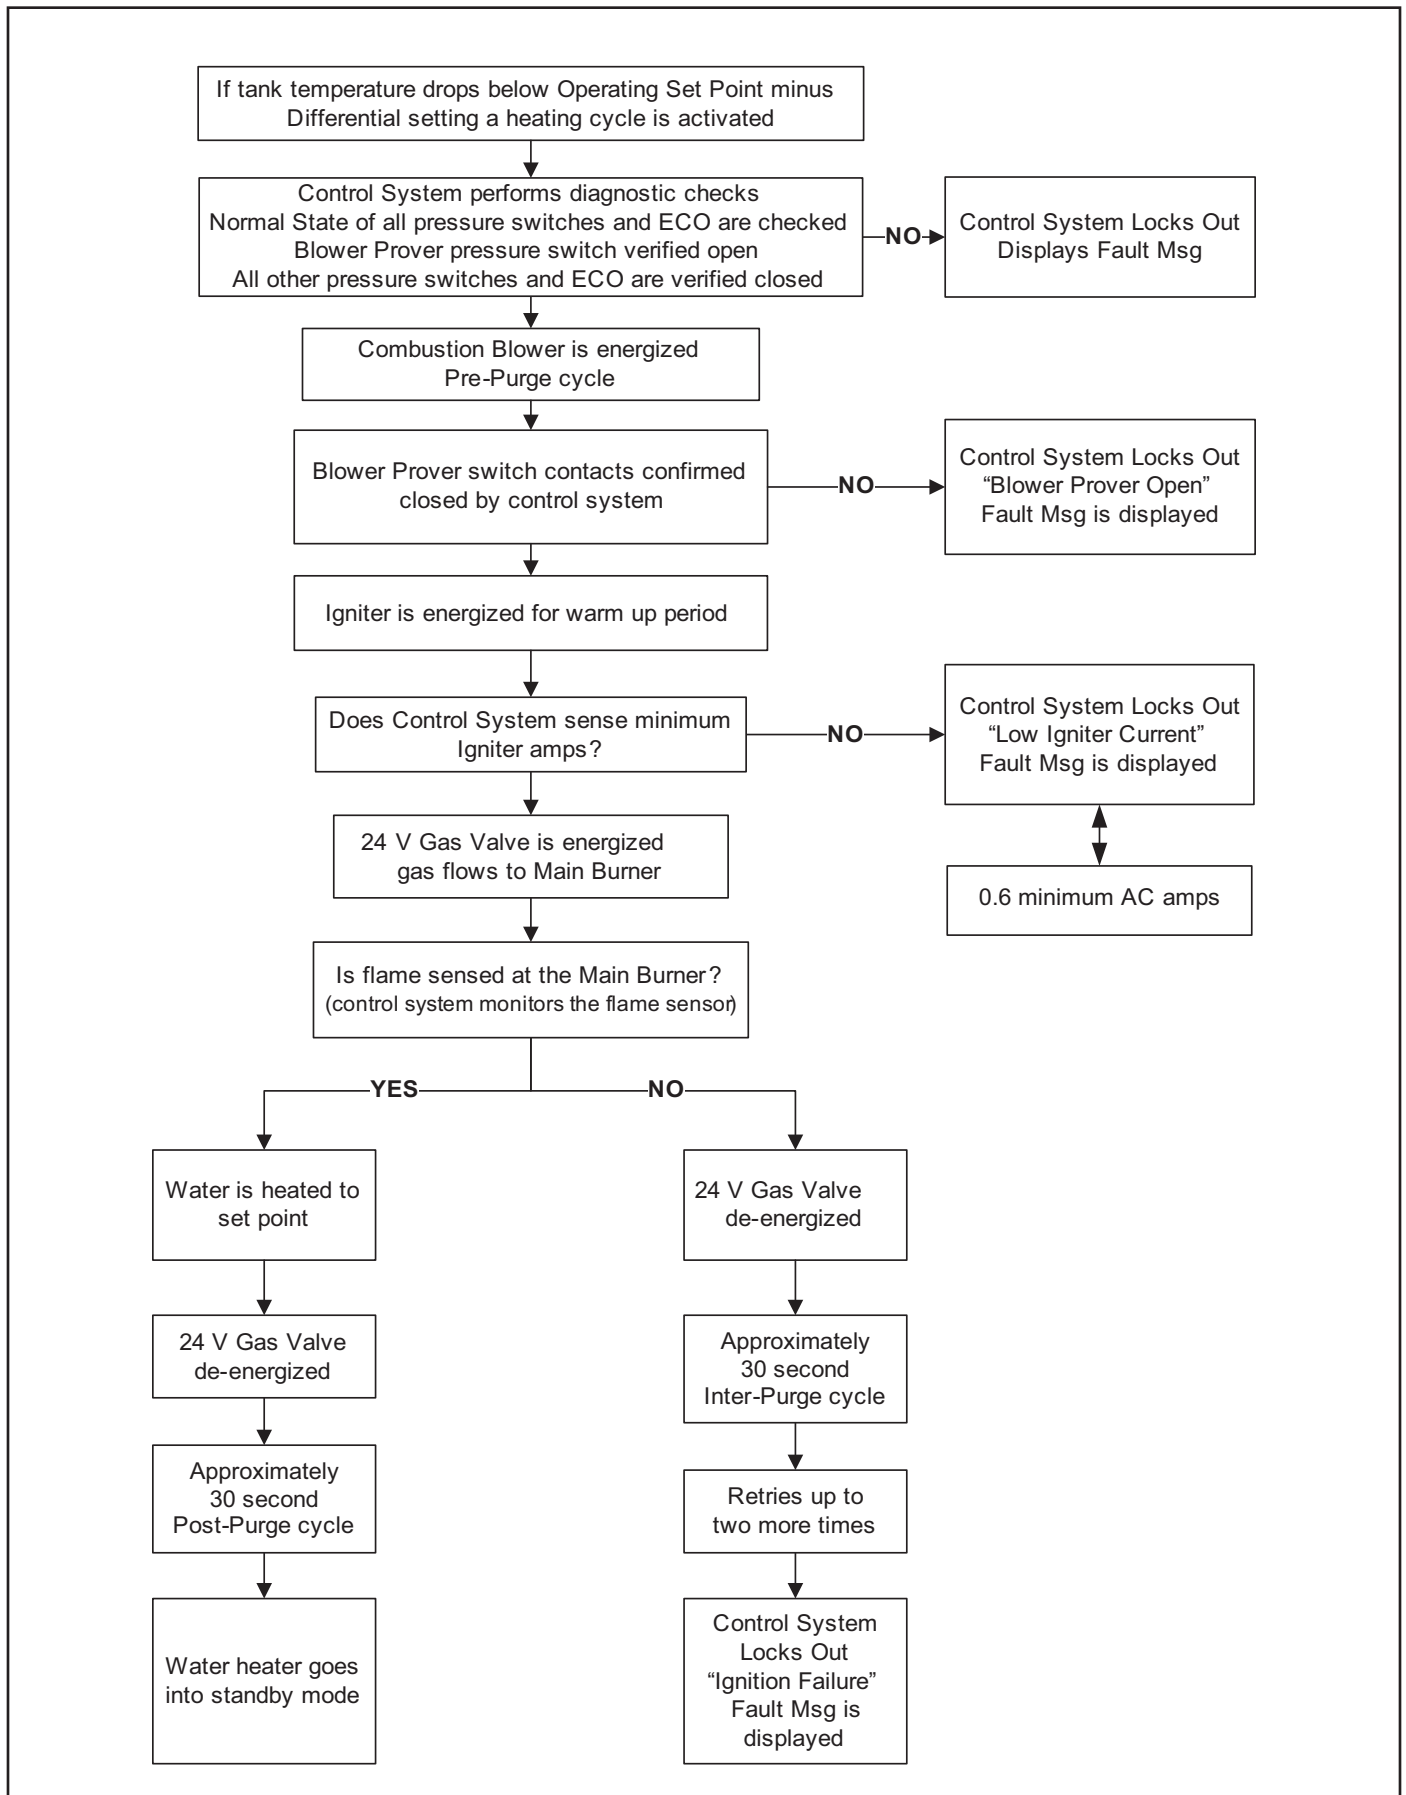 If tank temperature drops below Operating Set Point minus
Differential setting a heating cycle is activated
Control System performs diagnostic checks
Normal State of all pressure switches and ECO are checked
Blower Prover pressure switch verified open
All other pressure switches and ECO are verified closed
NO
Control System Locks Out
Displays Fault Msg
Combustion Blower is energized
Pre-Purge cycle
Blower Prover switch contacts confirmed
closed by control system
NO
Control System Locks Out
“Blower Prover Open”
Fault Msg is displayed
Igniter is energized for warm up period
Does Control System sense minimum
Igniter amps?
NO
Control System Locks Out
“Low Igniter Current”
Fault Msg is displayed
0.6 minimum AC amps
24 V Gas Valve is energized
gas flows to Main Burner
Is flame sensed at the Main Burner?
(control system monitors the flame sensor)
YES
NO
Water is heated to
set point
24 V Gas Valve
de-energized
Approximately
30 second
Post-Purge cycle
Water heater goes
into standby mode
24 V Gas Valve
de-energized
Approximately
30 second
Inter-Purge cycle
Retries up to
two more times
Control System
Locks Out
“Ignition Failure”
Fault Msg is
displayed